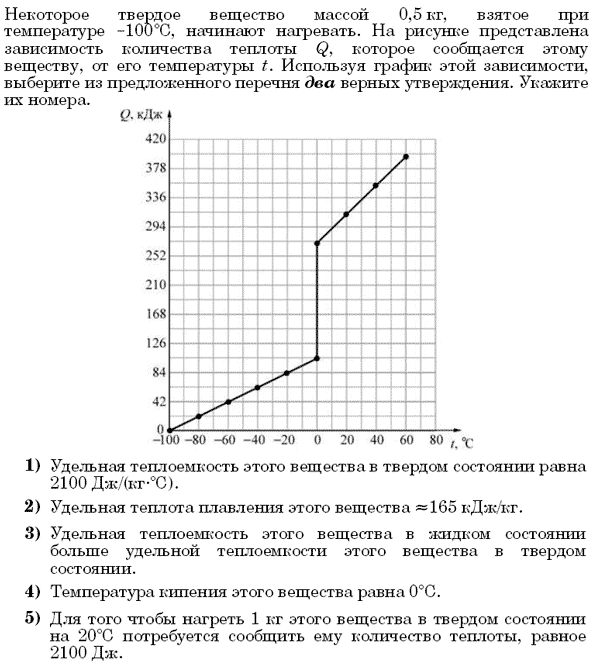 Некоторое твердое вещество массой 0,5 кг, взятое при
температуре –100°С, начинают нагревать. На рисунке представлена
зависимость количества теплоты Q, которое сообщается этому
веществу, от его температуры t. Используя график этой зависимости,
выберите из предложенного перечня два верных утверждения. Укажите
их номера.
Q, кДж
420
378
336
294
252
210
168
126
84
42
0
–100 –80 –60 –40 –20 0 20 40 60 80 t, °С
1) Удельная теплоемкость этого вещества в твердом состоянии равна
2100 Дж/(кг·°С).
2) Удельная теплота плавления этого вещества ≈165 кДж/кг.
3) Удельная теплоемкость этого вещества в жидком состоянии
больше удельной теплоемкости этого вещества в твердом
состоянии.
4) Температура кипения этого вещества равна 0°С.
5) Для того чтобы нагреть 1 кг этого вещества в твердом состоянии
на 20°С потребуется сообщить ему количество теплоты, равное
2100 Дж.